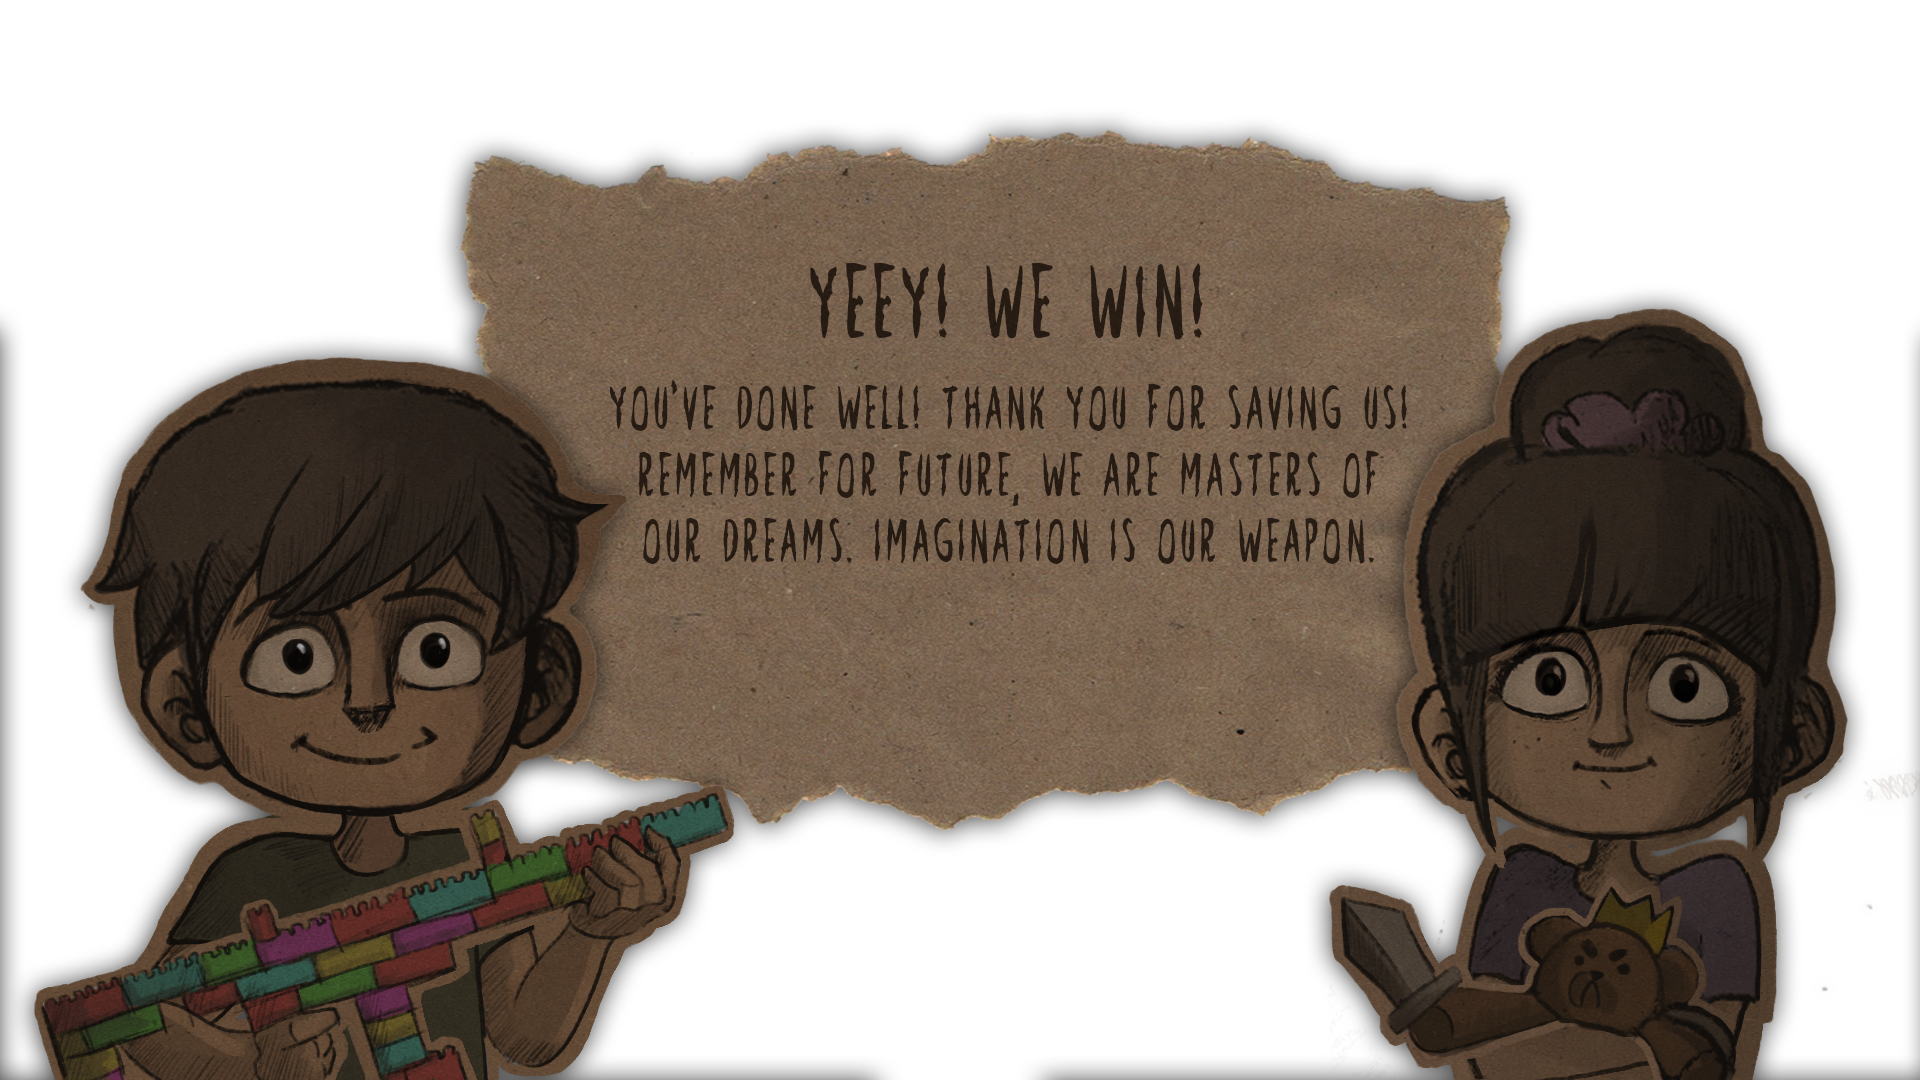 YEEY! WE WIN!
YOU'VE DONE WELL! THANK YOU FOR SAVING US!
REMEMBER FOR FUTURE, WE ARE MASTERS OF
OUR DREAMS. IMAGINATION IS OUR WEAPON.